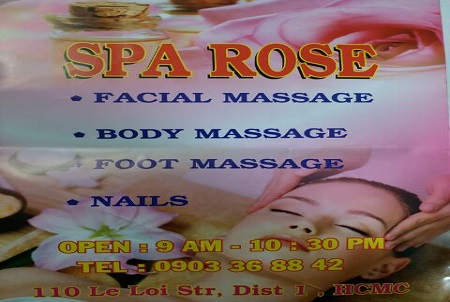 SPA ROSE
FACIAL MASSAGE
BODY MASSAGE
FOOT MASSAGE
NAILS
OPEN : 9 AM - 10 : 30 PM
TEL : 0903 36 88 42
110 Le Loi Str, Dist 1 , HCMC